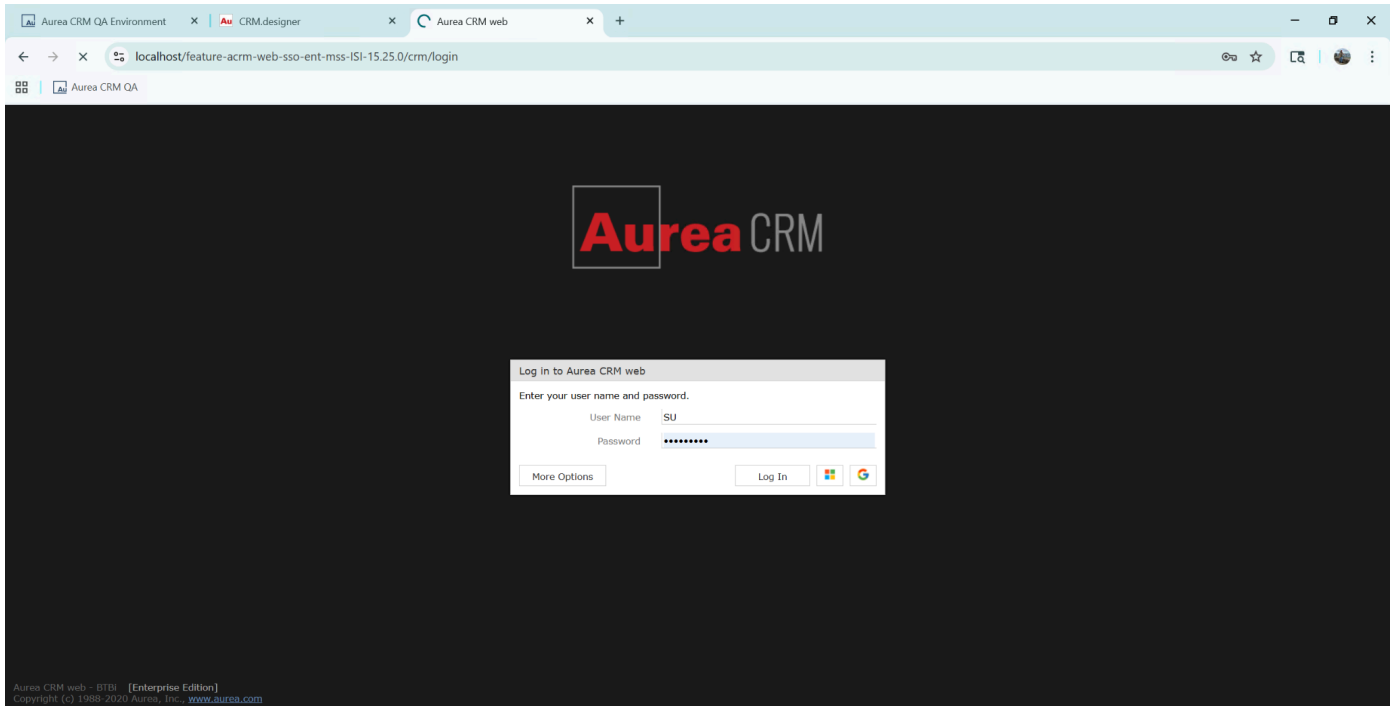 Au Aurea CRM QA Environment
Au CRM.designer
Aurea CRM web
localhost/feature-acrm-web-sso-ent-mss-ISI-15.25.0/crm/login
Au Aurea CRM QA
Aurea CRM
Log in to Aurea CRM web
Enter your user name and password.
User Name SU
Password •••••••••
More Options Log In G
Aurea CRM web - BTBi [Enterprise Edition]
Copyright (c) 1988-2020 Aurea, Inc., www.aurea.com